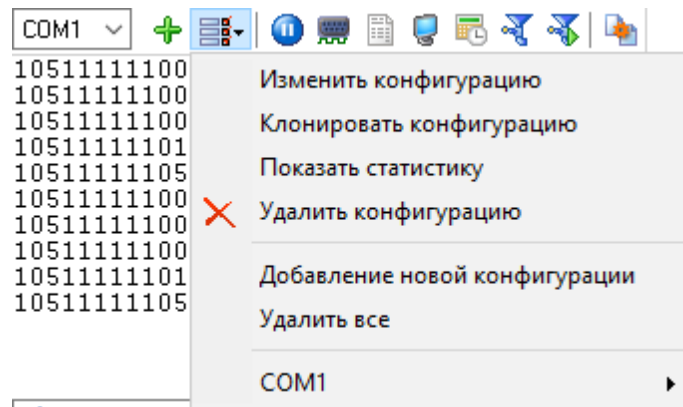 COM1
10511111100
10511111100
10511111100
10511111101
10511111105
10511111100
10511111100
10511111100
10511111101
10511111105
Изменить конфигурацию
Клонировать конфигурацию
Показать статистику
Удалить конфигурацию
Добавление новой конфигурации
Удалить все
COM1